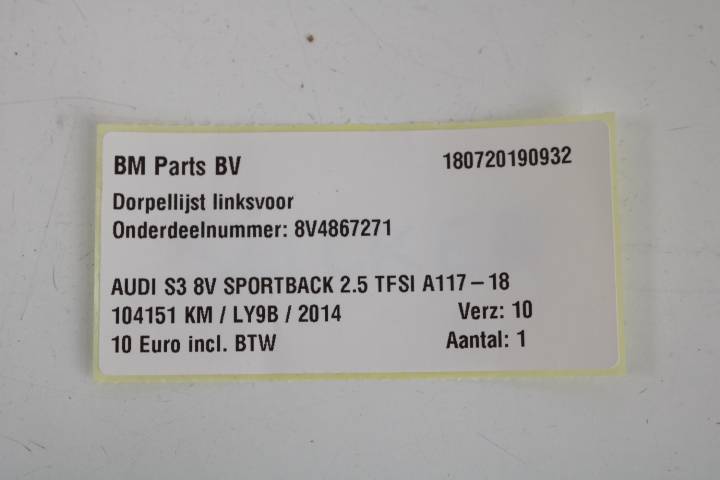 BM Parts BV 180720190932
Dorpellijst linksvoor
Onderdeelnummer: 8V4867271
AUDI S3 8V SPORTBACK 2.5 TFSI A117 – 18
104151 KM / LY9B / 2014 Verz: 10
10 Euro incl. BTW Aantal: 1